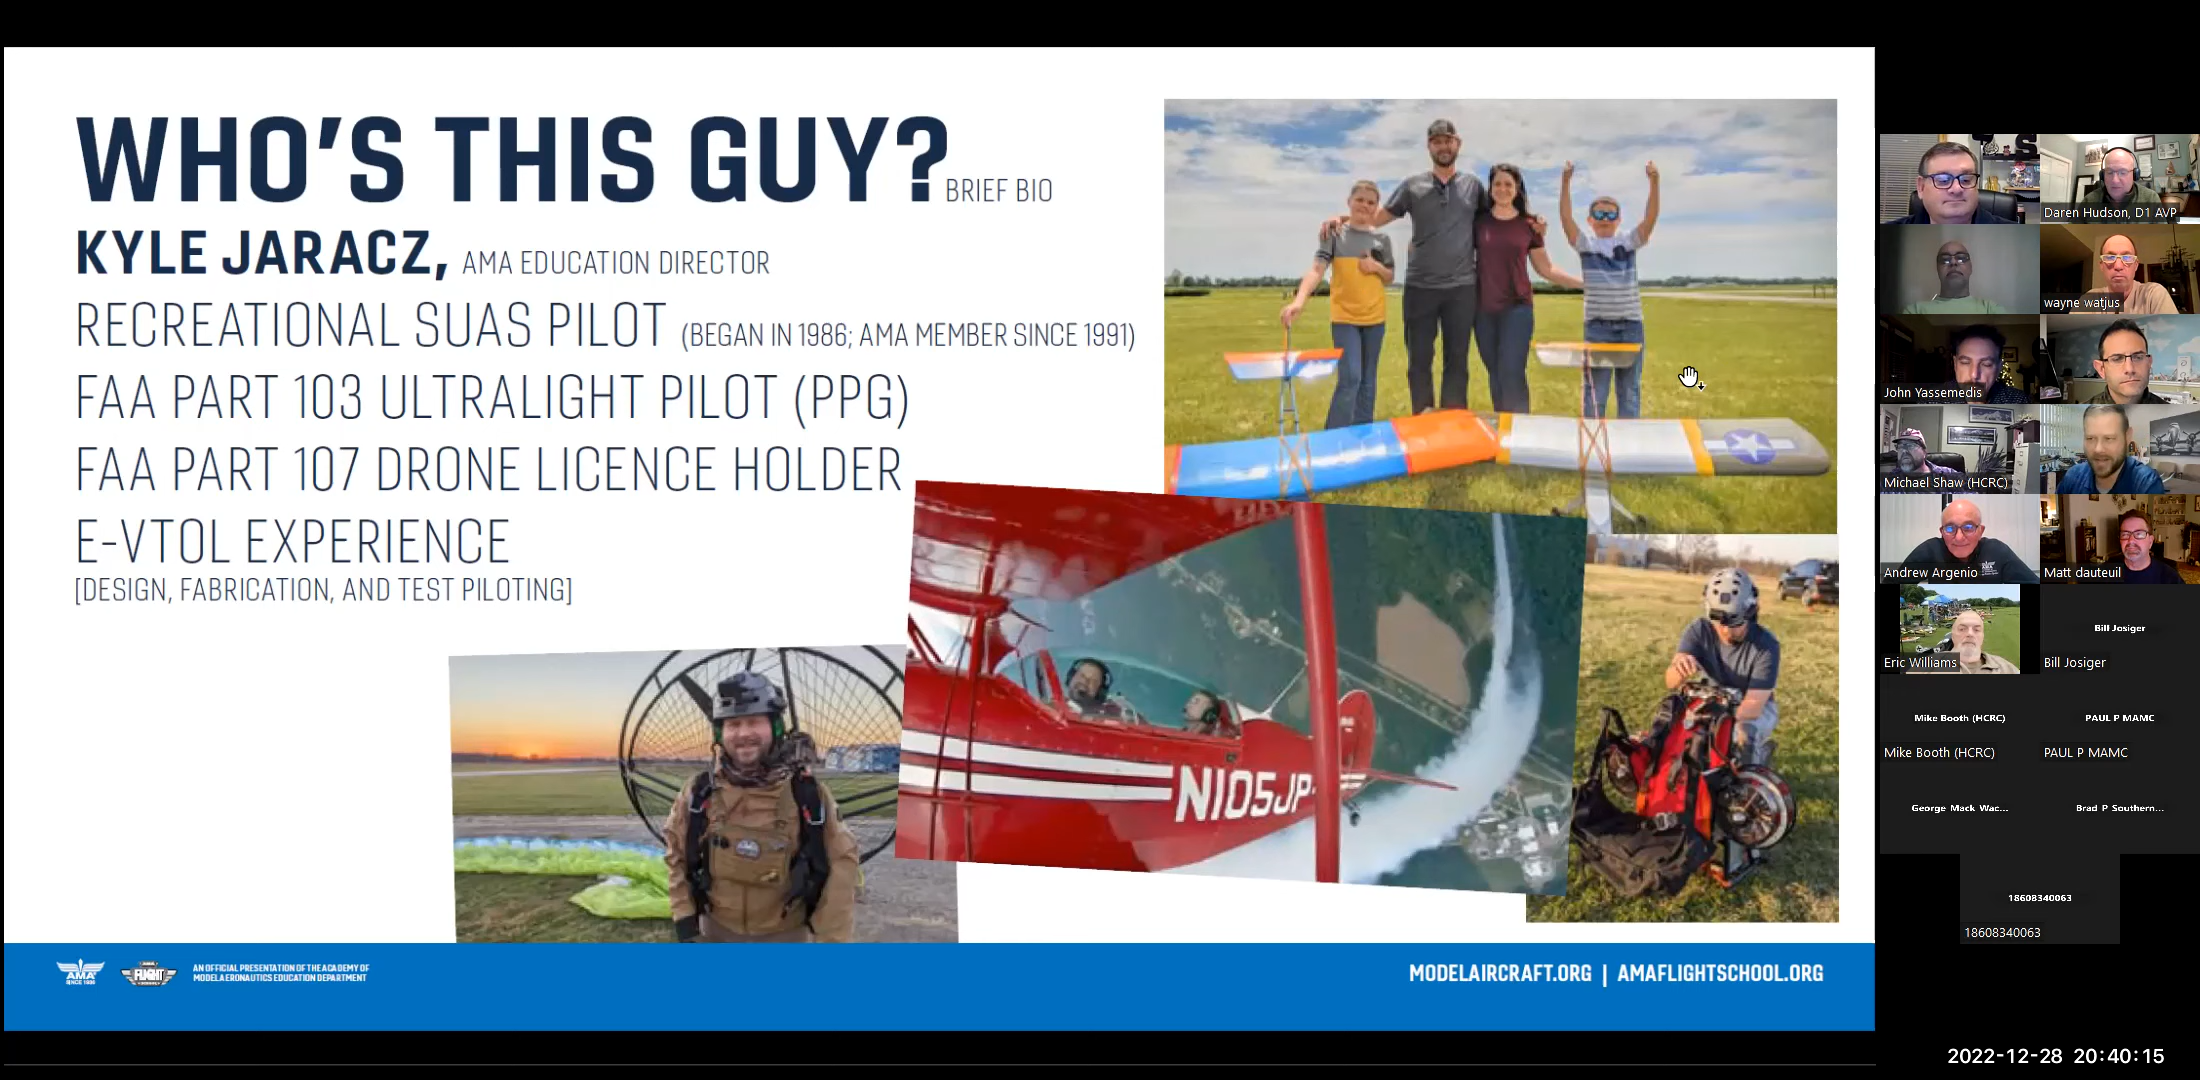 WHO'S THIS GUY? BRIEF BIO
KYLE JARACZ, AMA EDUCATION DIRECTOR
RECREATIONAL SUAS PILOT (BEGAN IN 1986; AMA MEMBER SINCE 1991)
FAA PART 103 ULTRALIGHT PILOT (PPG)
FAA PART 107 DRONE LICENCE HOLDER
E-VTOL EXPERIENCE
[DESIGN, FABRICATION, AND TEST PILOTING]
N105JP
AMA
SINCE 1936
FLIGHT
AN OFFICIAL PRESENTATION OF THE ACADEMY OF
MODEL AERONAUTICS EDUCATION DEPARTMENT
MODELAIRCRAFT.ORG | AMAFLIGHTSCHOOL.ORG
Daren Hudson, D1 AVP
wayne watjus
John Yassemedis
Michael Shaw (HCRC)
Andrew Argenio
Matt dauteuil
Eric Williams
Bill Josiger
Bill Josiger
Mike Booth (HCRC)
PAUL P MAMC
Mike Booth (HCRC)
PAUL P MAMC
George Mack Wac...
Brad P Southern...
18608340063
18608340063
2022-12-28 20:40:15